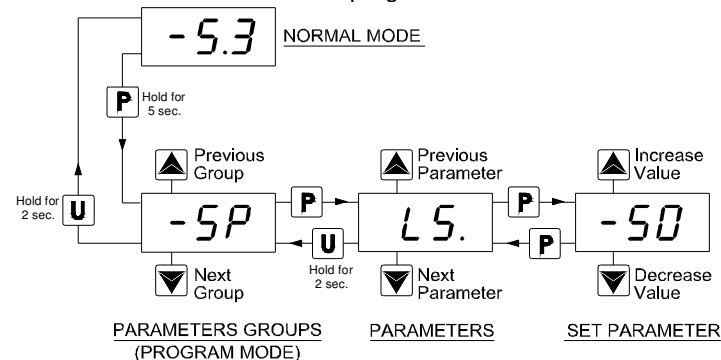 -5.3
NORMAL MODE
P
Hold for
5 sec.
Previous
Group
Previous
Parameter
Increase
Value
Hold for
2 sec.
U
-SP
P
U
Hold for
2 sec.
LS.
P
P
-50
Next
Group
Next
Parameter
Decrease
Value
PARAMETERS GROUPS
(PROGRAM MODE)
PARAMETERS
SET PARAMETER